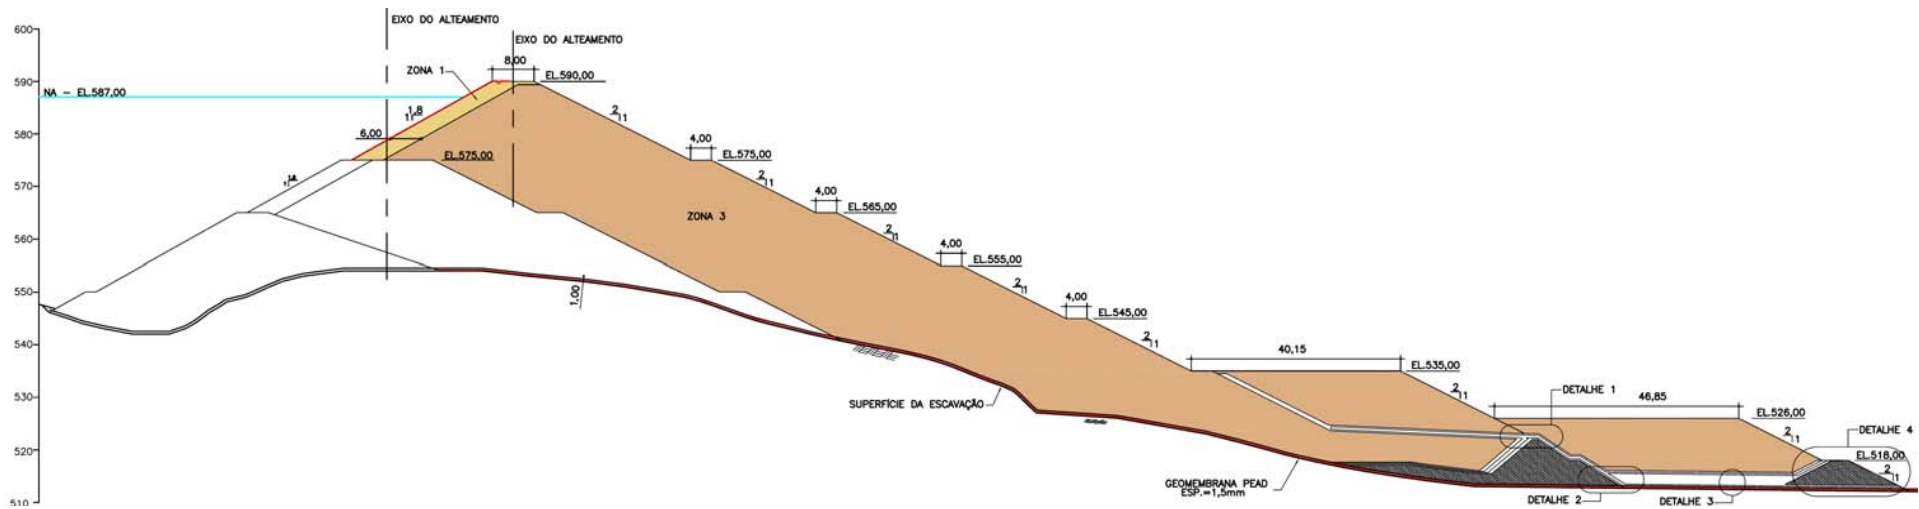 EIXO DO ALTEAMENTO
EIXO DO ALTEAMENTO
600
590
580
570
560
550
540
530
520
510
NA - EL.587,00
ZONA 1
8,00
EL.590,00
1,8
1
6,00
EL.575,00
2
1
4,00
EL.575,00
2
1
4,00
EL.565,00
ZONA 3
2
1
4,00
EL.555,00
2
1
1,00
4,00
EL.545,00
2
1
40,15
EL.535,00
2
1
DETALHE 1
46,85
EL.526,00
2
1
DETALHE 4
EL.518,00
2
1
SUPERFÍCIE DA ESCAVAÇÃO
GEOMEMBRANA PEAD
ESP.=1,5mm
DETALHE 2
DETALHE 3